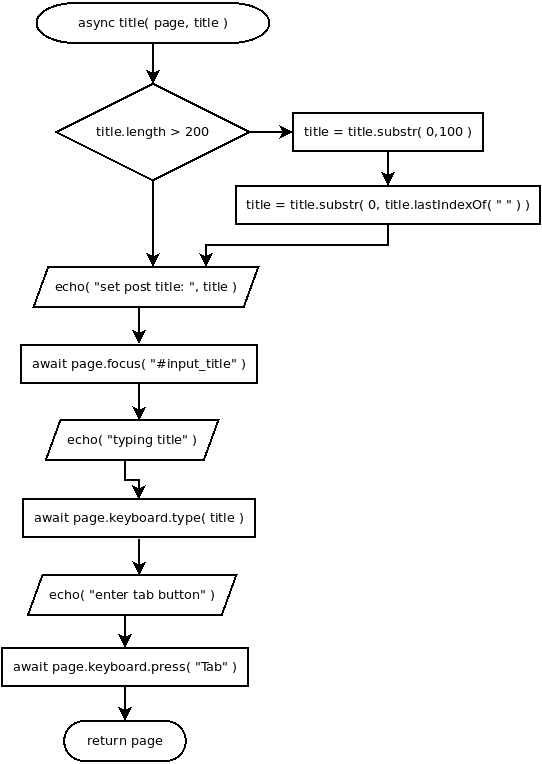 async title( page, title )
title.length > 200
title = title.substr( 0,100 )
title = title.substr( 0, title.lastIndexOf( " " ) )
echo( "set post title: ", title )
await page.focus( "#input_title" )
echo( "typing title" )
await page.keyboard.type( title )
echo( "enter tab button" )
await page.keyboard.press( "Tab" )
return page